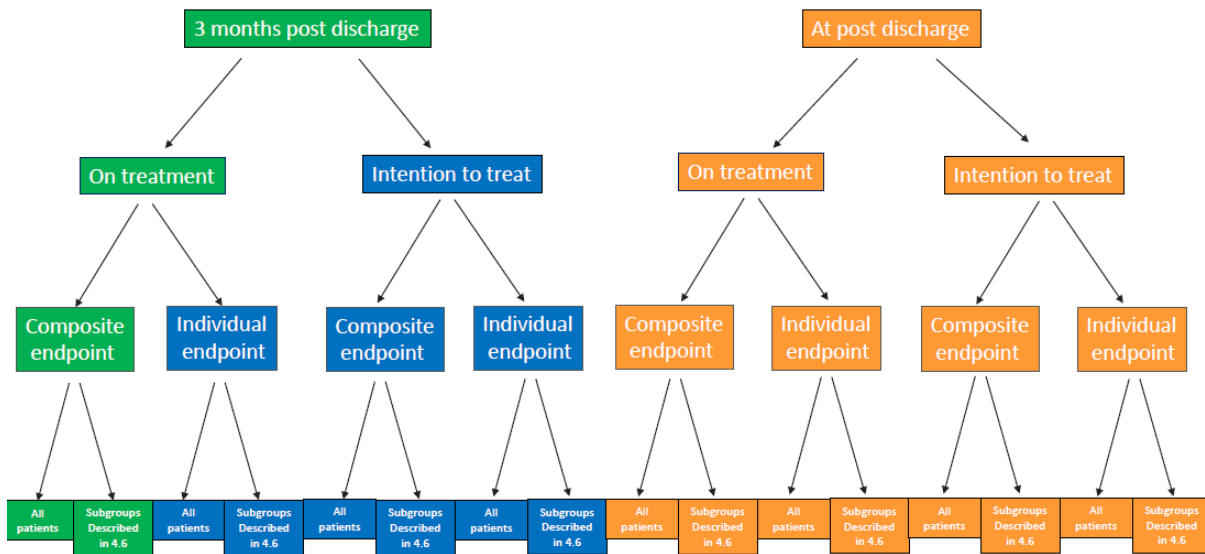 3 months post discharge
At post discharge
On treatment
Intention to treat
On treatment
Intention to treat
Composite
endpoint
Individual
endpoint
Composite
endpoint
Individual
endpoint
Composite
endpoint
Individual
endpoint
Composite
endpoint
Individual
endpoint
All
patients
Subgroups
Described
in 4.6
All
patients
Subgroups
Described
in 4.6
All
patients
Subgroups
Described
in 4.6
All
patients
Subgroups
Described
in 4.6
All
patients
Subgroups
Described
in 4.6
All
patients
Subgroups
Described
in 4.6
All
patients
Subgroups
Described
in 4.6
All
patients
Subgroups
Described
in 4.6